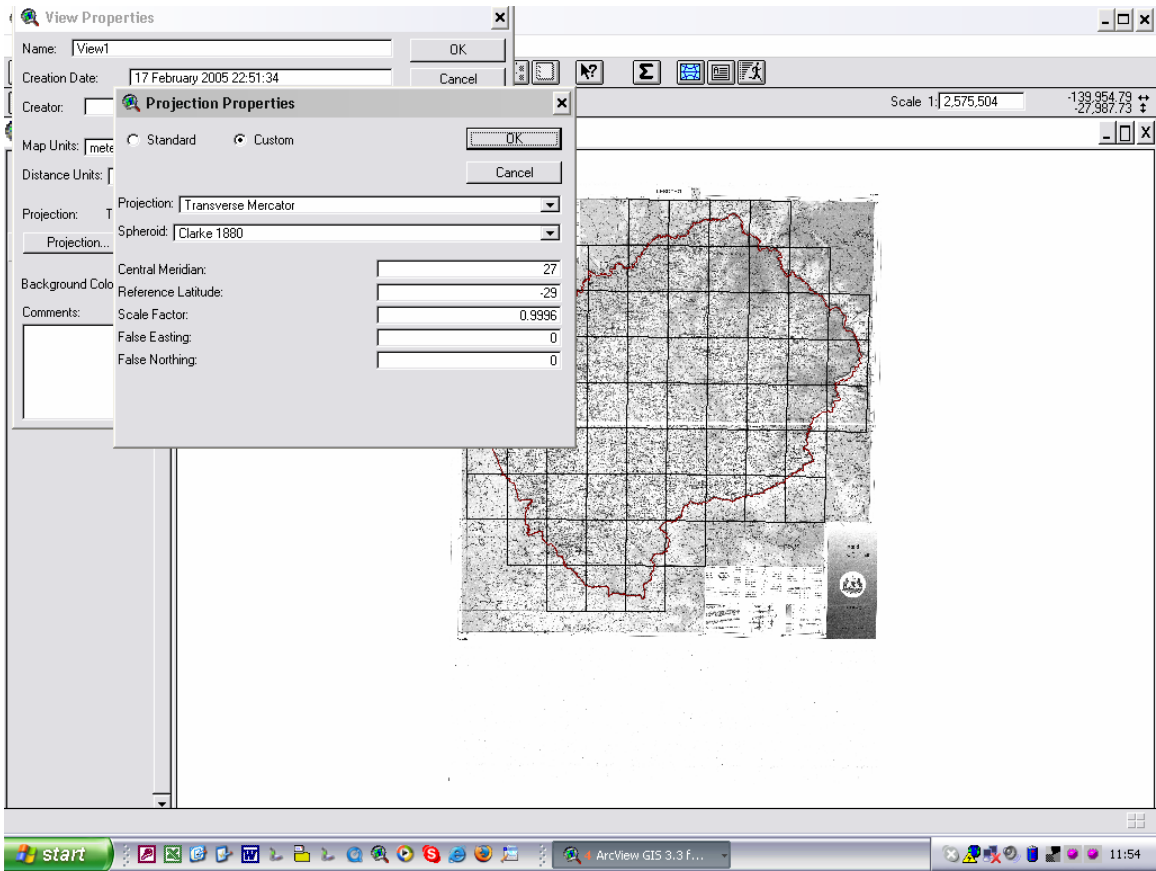 View Properties
Name: View1
OK
Creation Date: 17 February 2005 22:51:34
Cancel
Creator:
Projection Properties
Scale 1: 2,575,504
-139,954.79
-27,987.73
Map Units: mete
Standard Custom OK
Distance Units:
Cancel
Projection: T
Projection: Transverse Mercator
Projection...
Spheroid: Clarke 1880
Central Meridian: 27
Background Colo
Reference Latitude: -29
Comments:
Scale Factor: 0.9996
False Easting: 0
False Northing: 0
start
ArcView GIS 3.3 f...
11:54